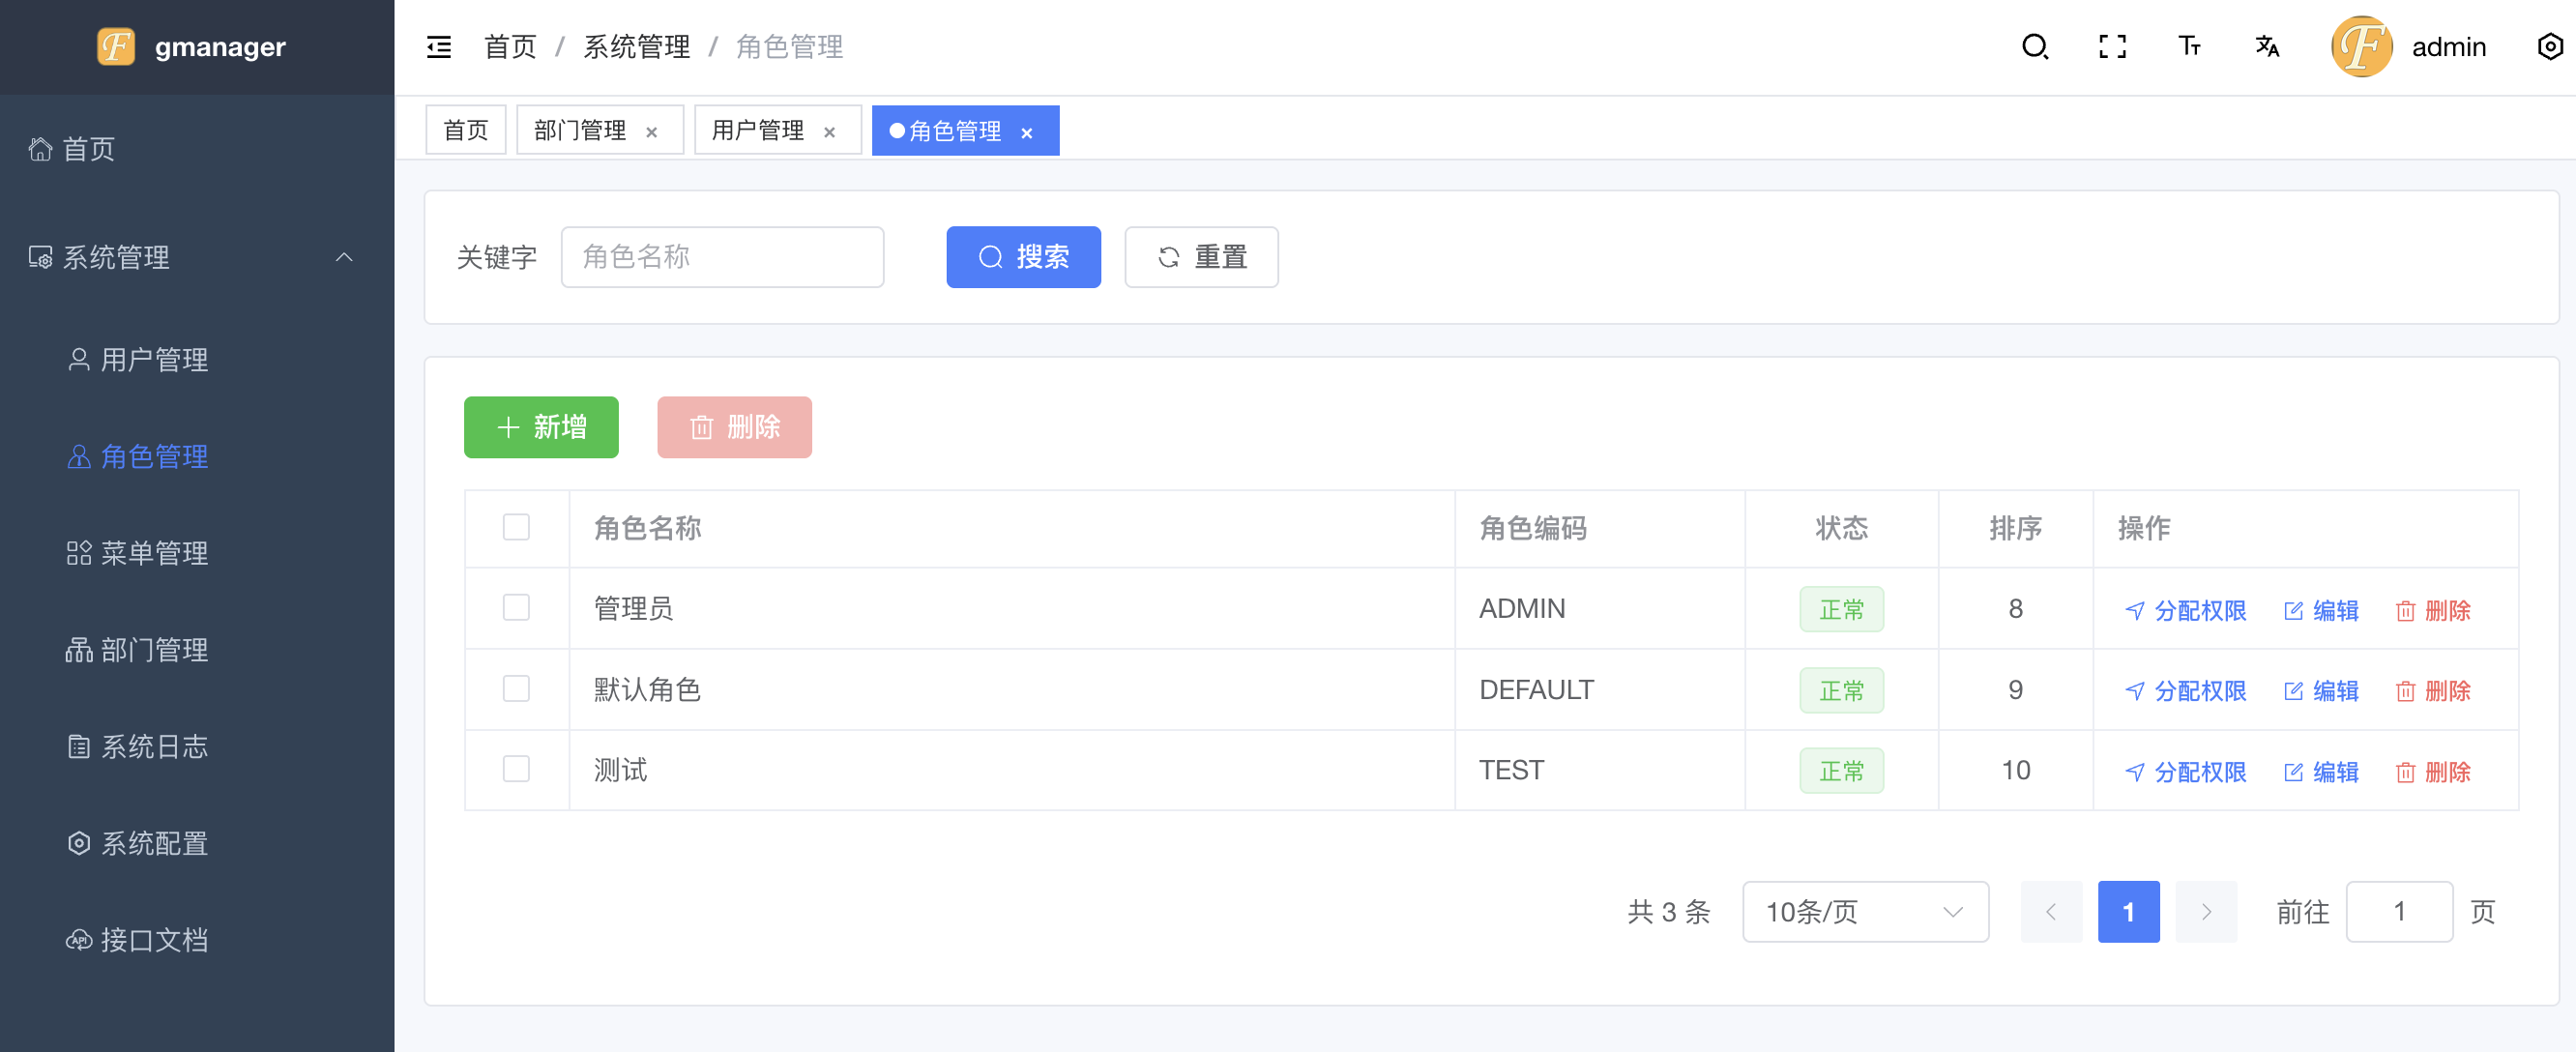 gmanager
首页 / 系统管理 / 角色管理
admin
首页
部门管理 ×
用户管理 ×
角色管理 ×
首页
系统管理
用户管理
角色管理
菜单管理
部门管理
系统日志
系统配置
接口文档
关键字 角色名称 搜索 重置
新增 删除
角色名称 角色编码 状态 排序 操作
管理员 ADMIN 正常 8 分配权限 编辑 删除
默认角色 DEFAULT 正常 9 分配权限 编辑 删除
测试 TEST 正常 10 分配权限 编辑 删除
共 3 条 10条/页 1 前往 1 页